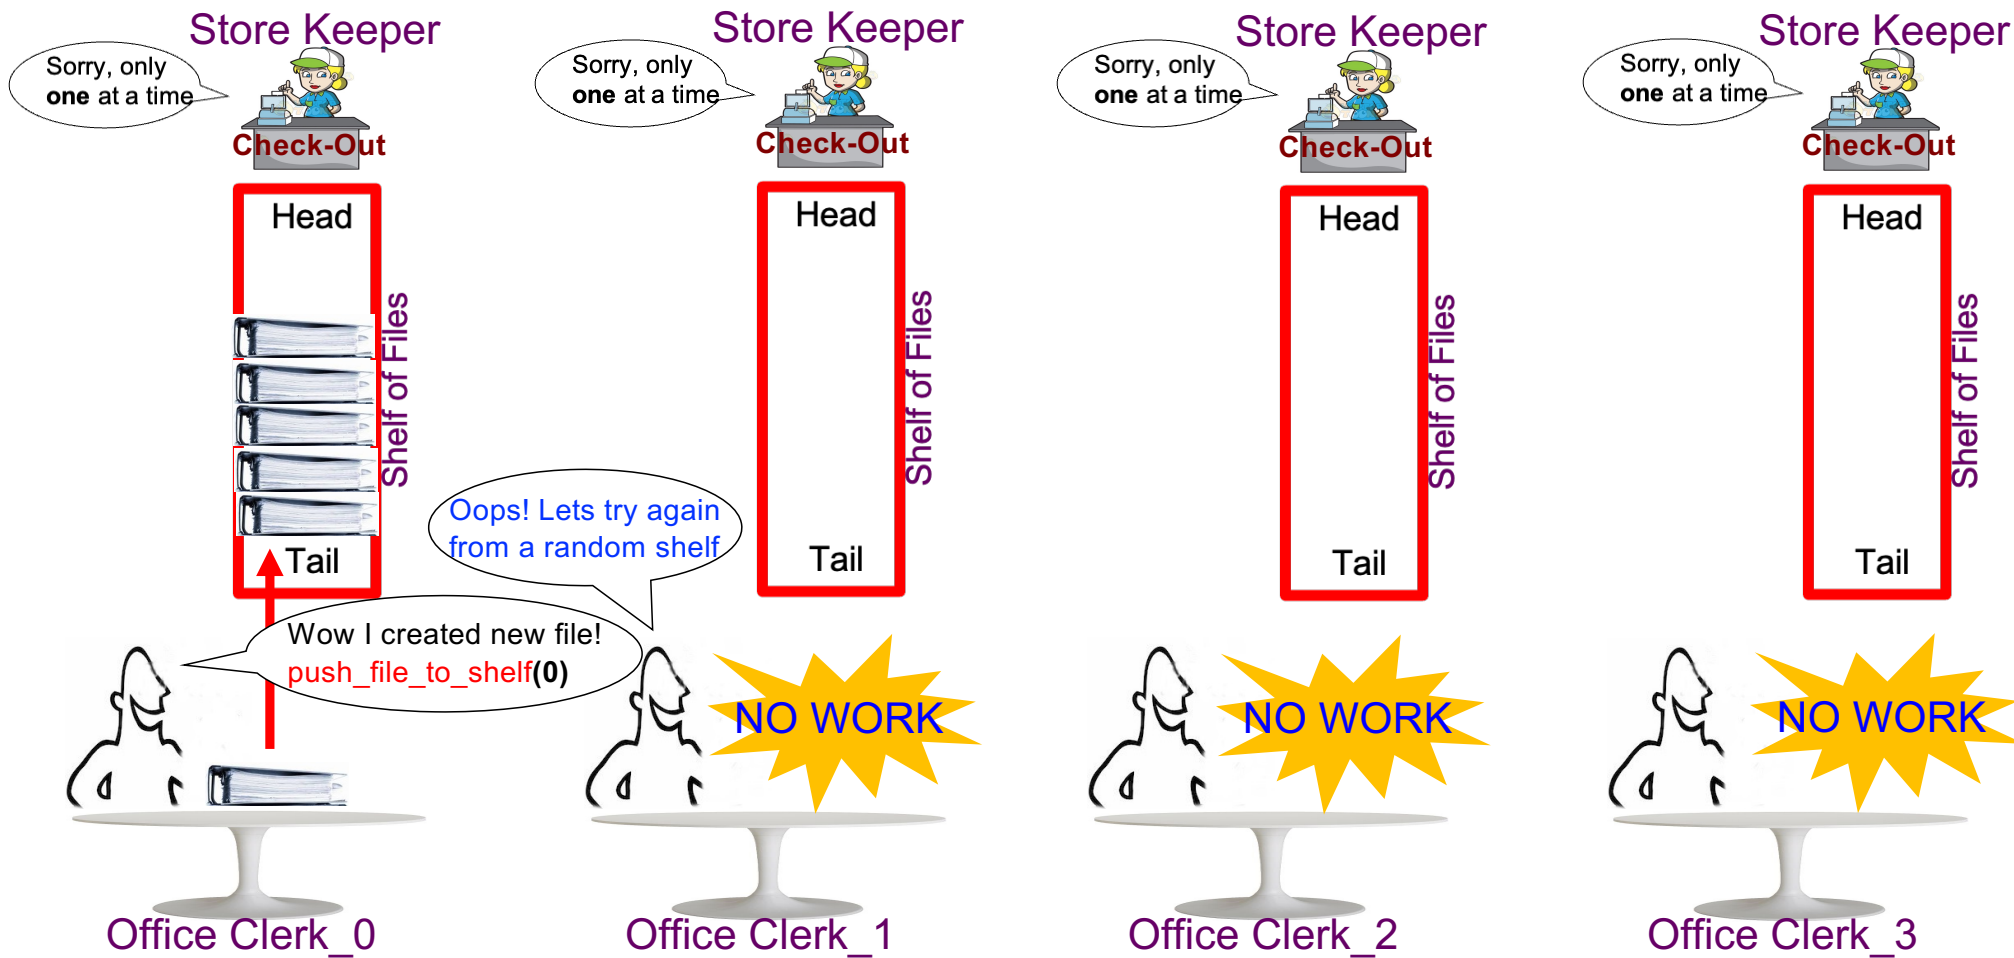 Store Keeper
Store Keeper
Store Keeper
Store Keeper
Sorry, only
one at a time
Sorry, only
one at a time
Sorry, only
one at a time
Sorry, only
one at a time
Check-Out
Check-Out
Check-Out
Check-Out
Head
Head
Head
Head
Shelf of Files
Shelf of Files
Shelf of Files
Shelf of Files
Oops! Lets try again
from a random shelf
Tail
Tail
Tail
Tail
Wow I created new file!
push_file_to_shelf(0)
NO WORK
NO WORK
NO WORK
Office Clerk_0
Office Clerk_1
Office Clerk_2
Office Clerk_3